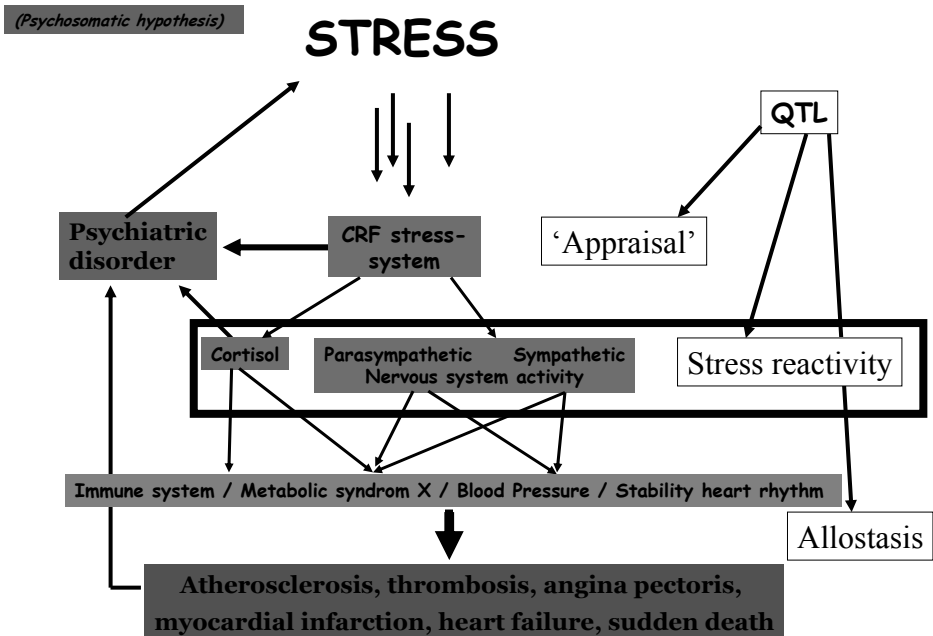 (Psychosomatic hypothesis)
STRESS
QTL
Psychiatric
disorder
CRF stress-
system
‘Appraisal’
Cortisol
Parasympathetic Sympathetic
Nervous system activity
Stress reactivity
Immune system / Metabolic syndrom X / Blood Pressure / Stability heart rhythm
Allostasis
Atherosclerosis, thrombosis, angina pectoris,
myocardial infarction, heart failure, sudden death